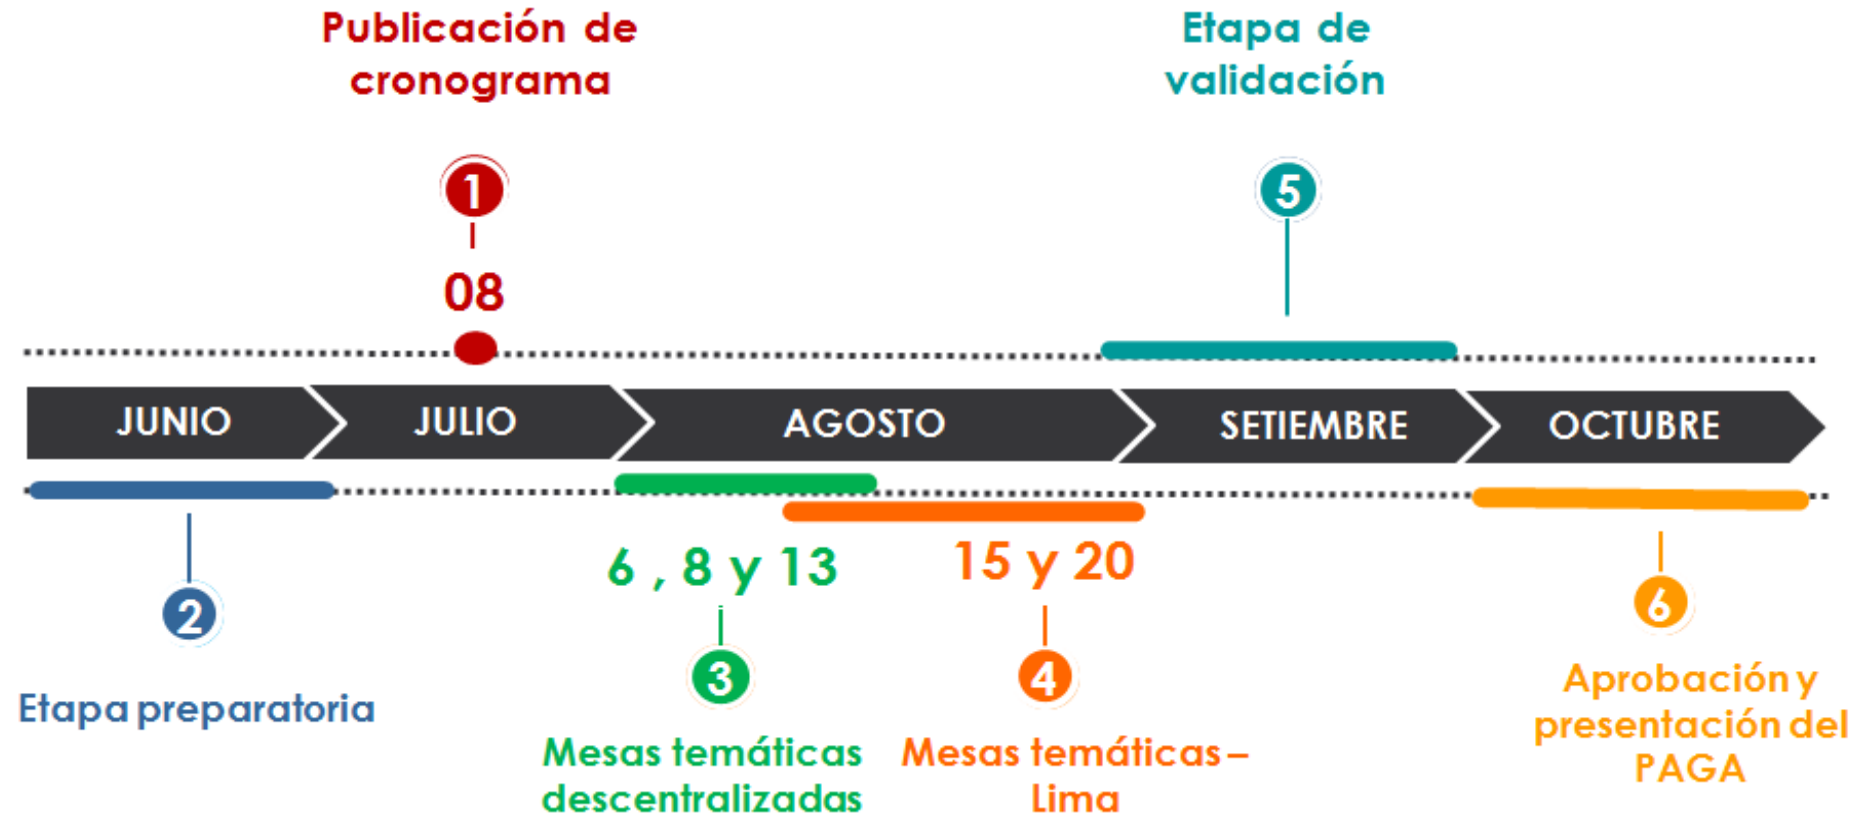 Publicación de
cronograma
1
08
Etapa de
validación
5
JUNIO
JULIO
AGOSTO
SETIEMBRE
OCTUBRE
2
Etapa preparatoria
6 , 8 y 13
3
Mesas temáticas
descentralizadas
15 y 20
4
Mesas temáticas –
Lima
6
Aprobación y
presentación del
PAGA